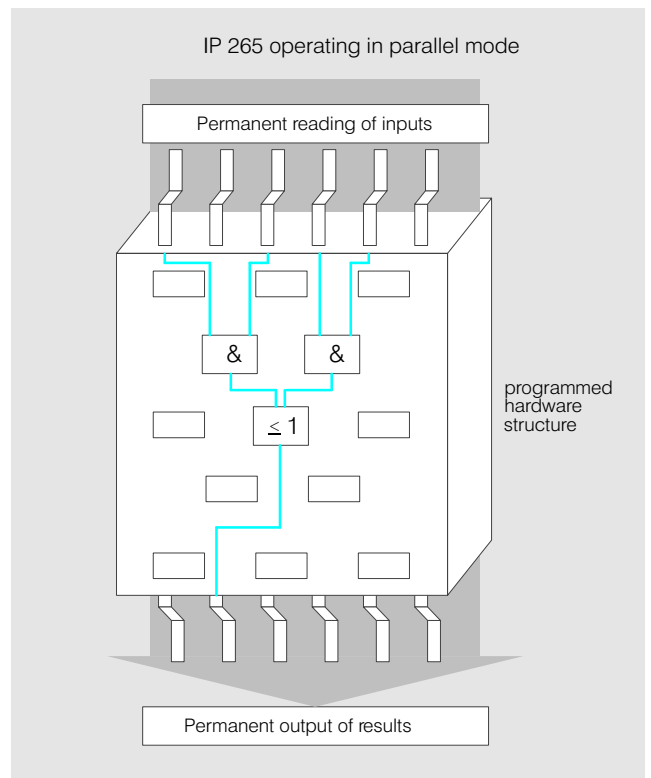 IP 265 operating in parallel mode
Permanent reading of inputs
& &
≤ 1
programmed
hardware
structure
Permanent output of results